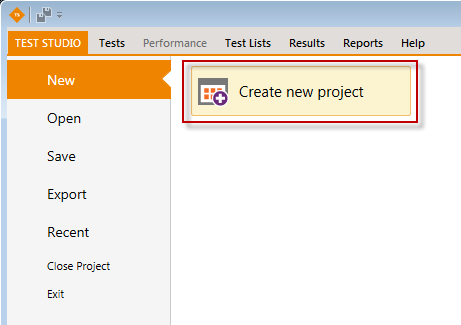 TEST STUDIO Tests Performance Test Lists Results Reports Help
New
Create new project
Open
Save
Export
Recent
Close Project
Exit